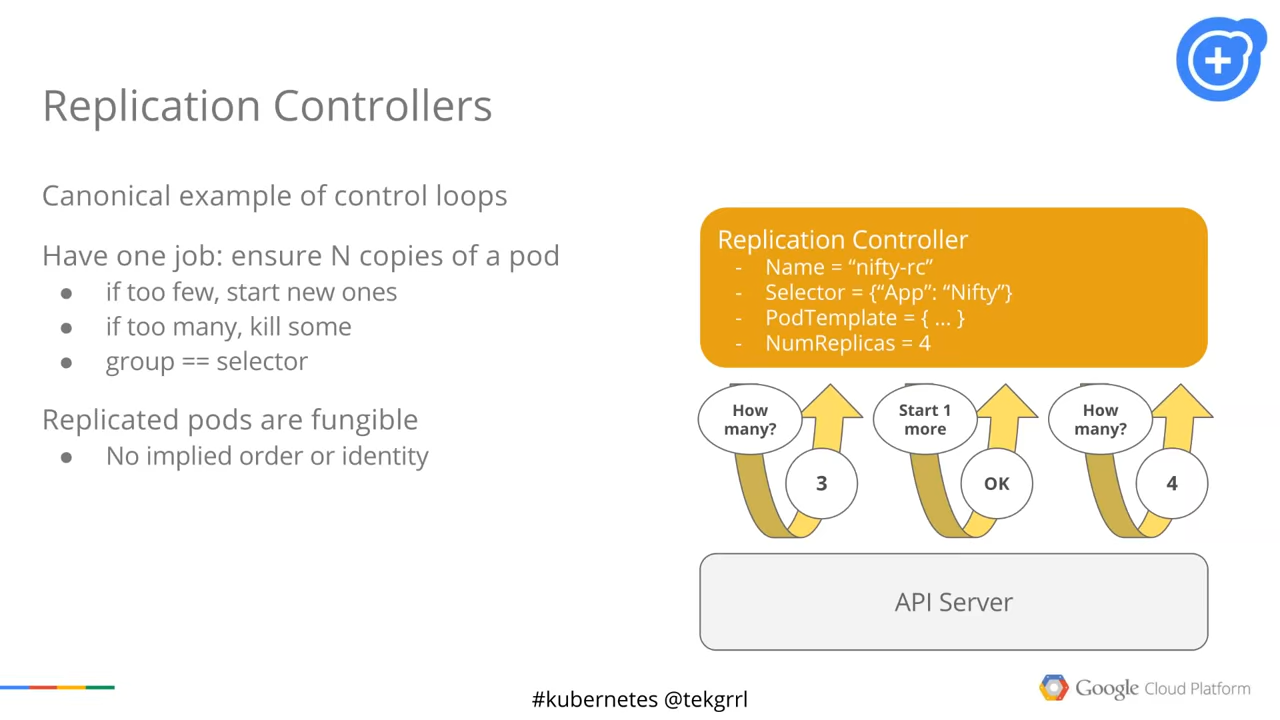 Replication Controllers
Canonical example of control loops
Have one job: ensure N copies of a pod
● if too few, start new ones
● if too many, kill some
● group == selector
Replicated pods are fungible
● No implied order or identity
Replication Controller
- Name = “nifty-rc”
- Selector = {“App”: “Nifty”}
- PodTemplate = { ... }
- NumReplicas = 4
How
many?
3
Start 1
more
OK
How
many?
4
API Server
#kubernetes @tekgrrl
Google Cloud Platform